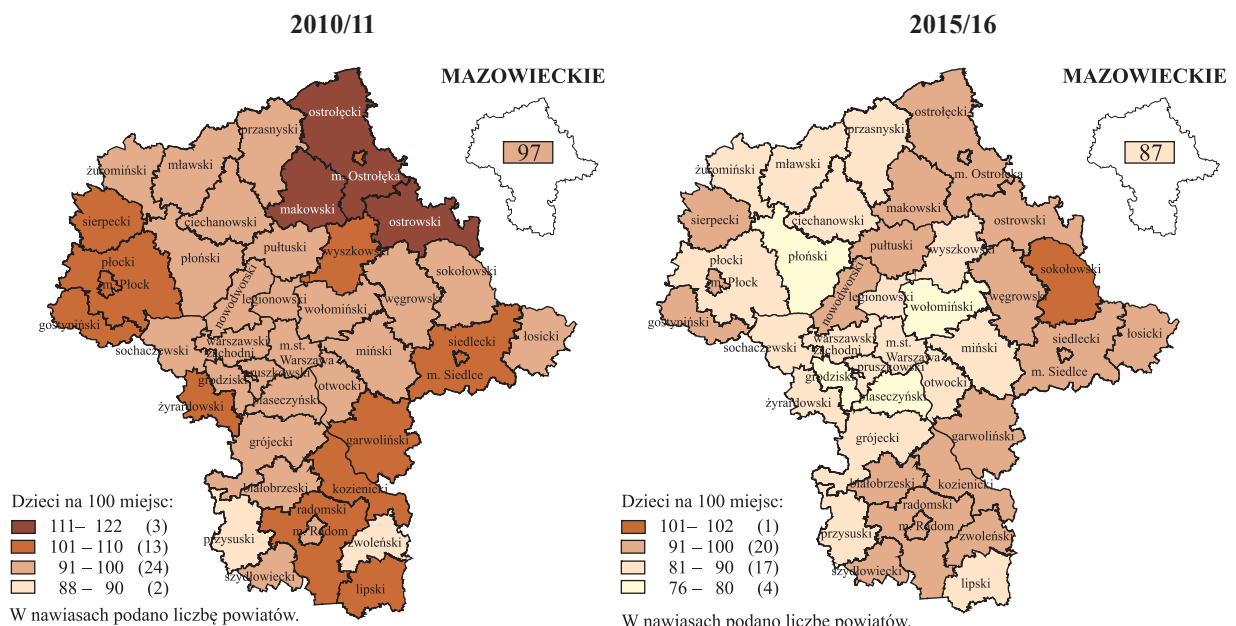 2010/11
MAZOWIECKIE
97
ostrołęcki
przasnyski
żuromiński
mławski
m. Ostrołęka
makowski
ciechanowski
ostrowski
sierpecki
pułtuski
wyszkowski
płocki
płoński
sokołowski
m. Płock
nowodworski
legionowski
węgrowski
wołomiński
gostyniński
sochaczewski
warszawski
zachodni
m.st.
Warszawa
miński
siedlecki
łosicki
m. Siedlce
grodziski
pruszkowski
otwocki
żyrardowski
piaseczyński
grójecki
garwoliński
białobrzeski
kozienicki
radomski
m. Radom
przysuski
zwoleński
szydłowiecki
lipski
Dzieci na 100 miejsc:
111– 122 (3)
101 – 110 (13)
91 – 100 (24)
88 – 90 (2)
W nawiasach podano liczbę powiatów.
2015/16
MAZOWIECKIE
87
ostrołęcki
przasnyski
żuromiński
mławski
m. Ostrołęka
makowski
ciechanowski
ostrowski
sierpecki
pułtuski
wyszkowski
płocki
płoński
sokołowski
m. Płock
nowodworski
legionowski
węgrowski
wołomiński
gostyniński
sochaczewski
warszawski
zachodni
m.st.
Warszawa
miński
siedlecki
łosicki
m. Siedlce
grodziski
pruszkowski
otwocki
żyrardowski
piaseczyński
grójecki
garwoliński
białobrzeski
kozienicki
radomski
m. Radom
przysuski
zwoleński
szydłowiecki
lipski
Dzieci na 100 miejsc:
101– 102 (1)
91 – 100 (20)
81 – 90 (17)
76 – 80 (4)
W nawiasach podano liczbę powiatów.